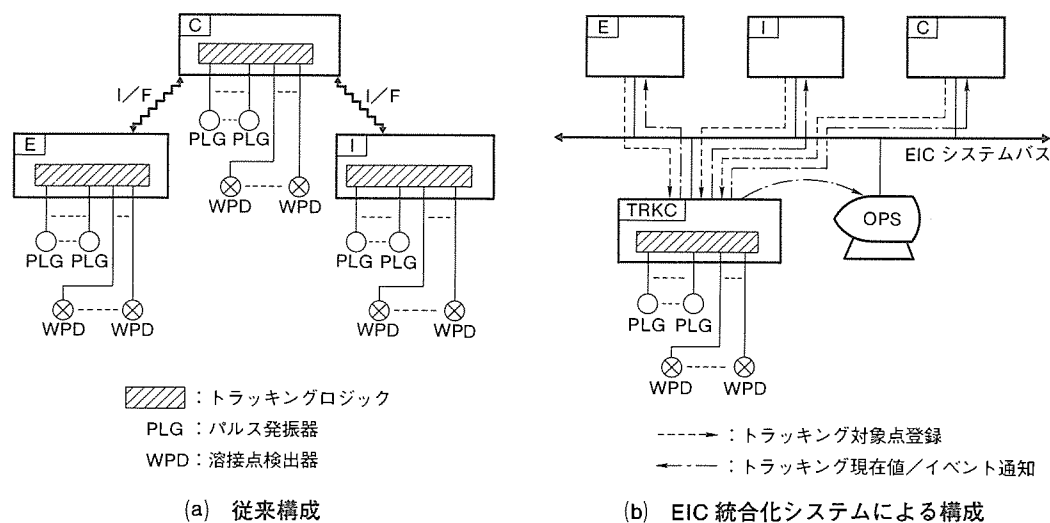 C
I/F
I/F
PLG PLG
WPD WPD
E
PLG PLG
WPD WPD
I
PLG PLG
WPD WPD
:トラッキングロジック
PLG :パルス発振器
WPD :溶接点検出器
(a) 従来構成
E
I
C
EIC システムバス
TRKC
OPS
PLG PLG
WPD WPD
:トラッキング対象点登録
:トラッキング現在値/イベント通知
(b) EIC 統合化システムによる構成